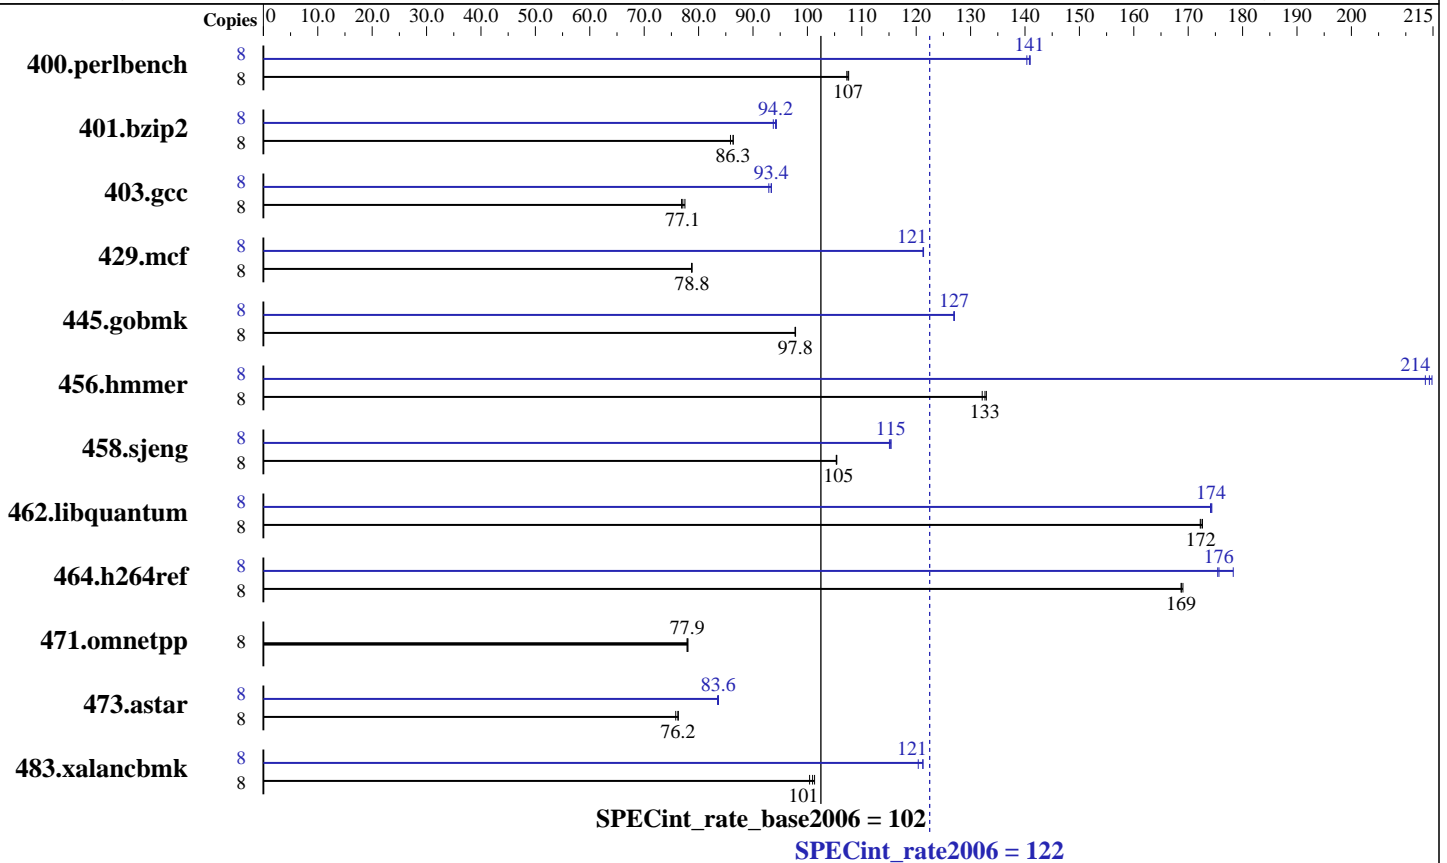 Copies 0 10.0 20.0 30.0 40.0 50.0 60.0 70.0 80.0 90.0 100 110 120 130 140 150 160 170 180 190 200 215
400.perlbench 8 141
8 107
401.bzip2 8 94.2
8 86.3
403.gcc 8 93.4
8 77.1
429.mcf 8 121
8 78.8
445.gobmk 8 127
8 97.8
456.hmmer 8 214
8 133
458.sjeng 8 115
8 105
462.libquantum 8 174
8 172
464.h264ref 8 176
8 169
471.omnetpp 8 77.9
473.astar 8 83.6
8 76.2
483.xalancbmk 8 121
8 101
SPECint_rate_base2006 = 102
SPECint_rate2006 = 122